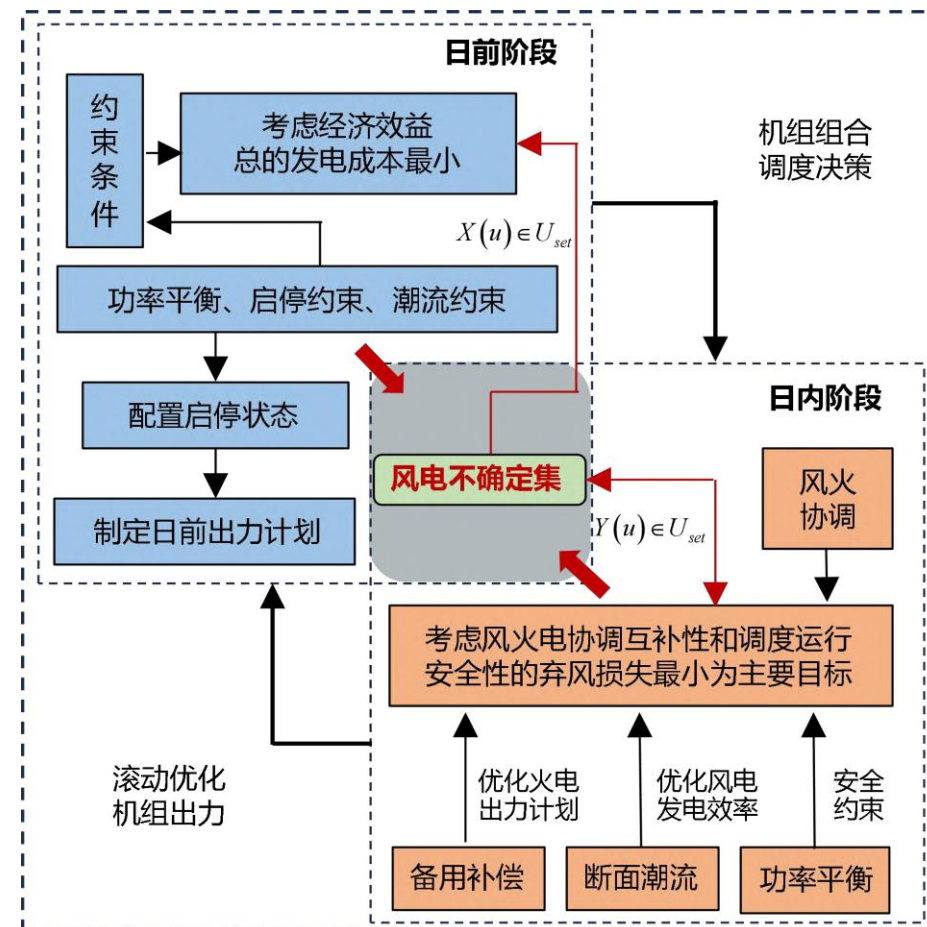 日前阶段
约
束
条
件
考虑经济效益
总的发电成本最小
机组组合
调度决策
X(u)∈U_set
功率平衡、启停约束、潮流约束
配置启停状态
制定日前出力计划
风电不确定集
日内阶段
风火
协调
Y(u)∈U_set
考虑风火电协调互补性和调度运行
安全性的弃风损失最小为主要目标
滚动优化
机组出力
优化火电
出力计划
优化风电
发电效率
安全
约束
备用补偿
断面潮流
功率平衡